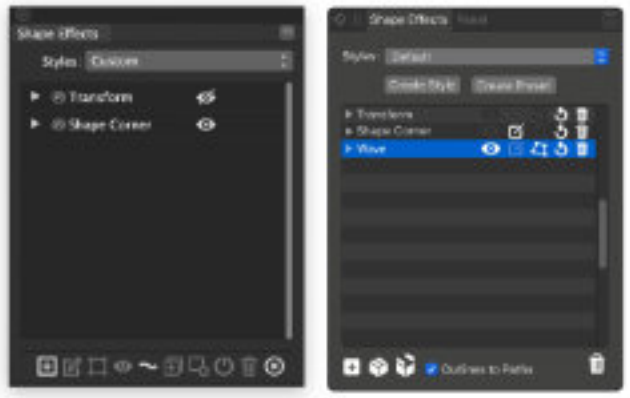 Shape Effects
Styles: Custom
Transform
Shape Corner
Shape Effects
Styles: Default
Create Style Create Preset
Transform
Shape Corner
Wave
Outlines to Paths